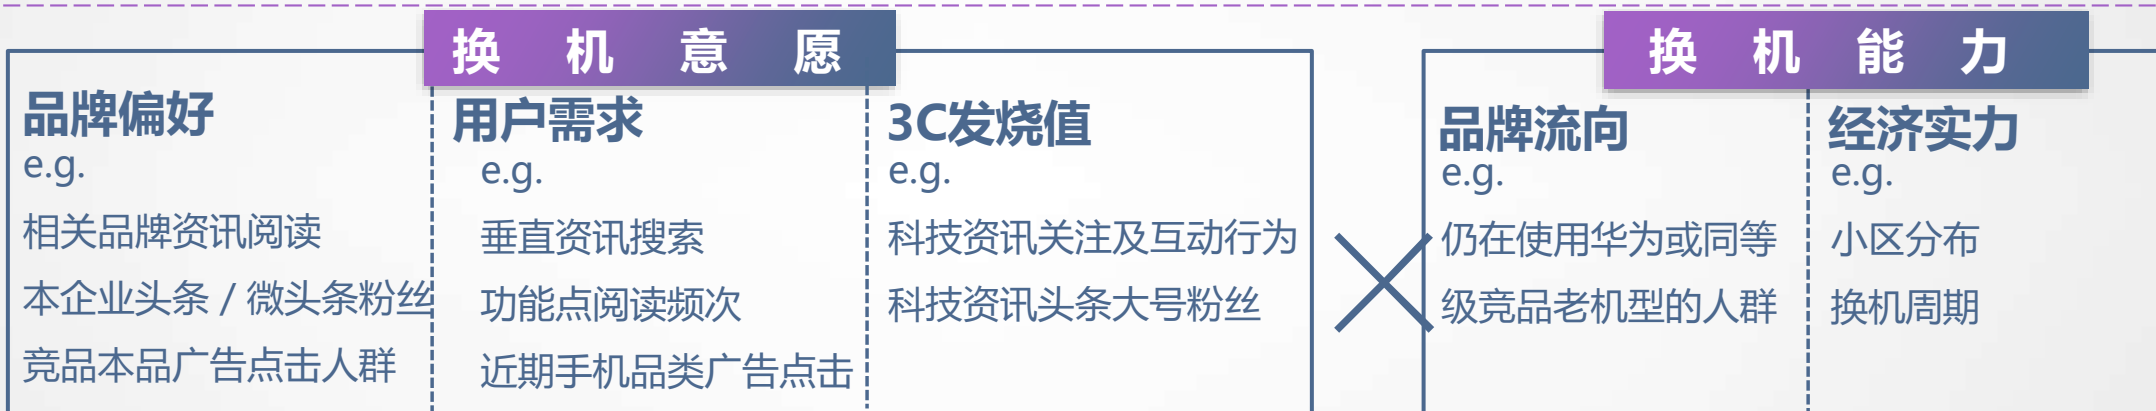 换机意愿
品牌偏好
e.g.
相关品牌资讯阅读
本企业头条 / 微头条粉丝
竞品本品广告点击人群
用户需求
e.g.
垂直资讯搜索
功能点阅读频次
近期手机品类广告点击
3C发烧值
e.g.
科技资讯关注及互动行为
科技资讯头条大号粉丝
换机能力
品牌流向
e.g.
仍在使用华为或同等
级竞品老机型的人群
经济实力
e.g.
小区分布
换机周期